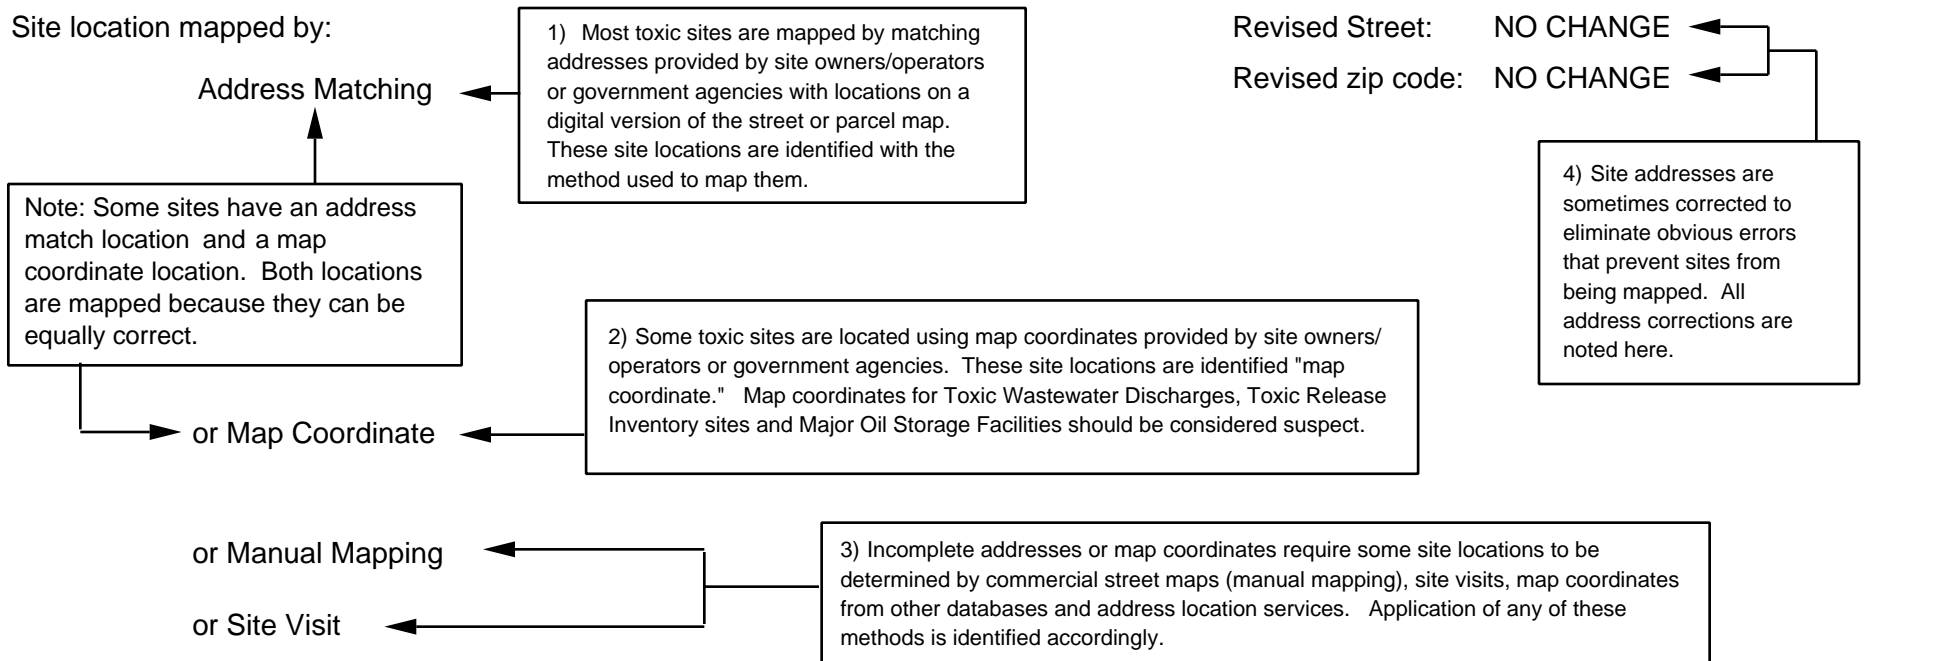 Site location mapped by:
Address Matching
1) Most toxic sites are mapped by matching
addresses provided by site owners/operators
or government agencies with locations on a
digital version of the street or parcel map.
These site locations are identified with the
method used to map them.
Revised Street: NO CHANGE
Revised zip code: NO CHANGE
4) Site addresses are
sometimes corrected to
eliminate obvious errors
that prevent sites from
being mapped. All
address corrections are
noted here.
Note: Some sites have an address
match location and a map
coordinate location. Both locations
are mapped because they can be
equally correct.
2) Some toxic sites are located using map coordinates provided by site owners/
operators or government agencies. These site locations are identified "map
coordinate." Map coordinates for Toxic Wastewater Discharges, Toxic Release
Inventory sites and Major Oil Storage Facilities should be considered suspect.
or Map Coordinate
or Manual Mapping
or Site Visit
3) Incomplete addresses or map coordinates require some site locations to be
determined by commercial street maps (manual mapping), site visits, map coordinates
from other databases and address location services. Application of any of these
methods is identified accordingly.